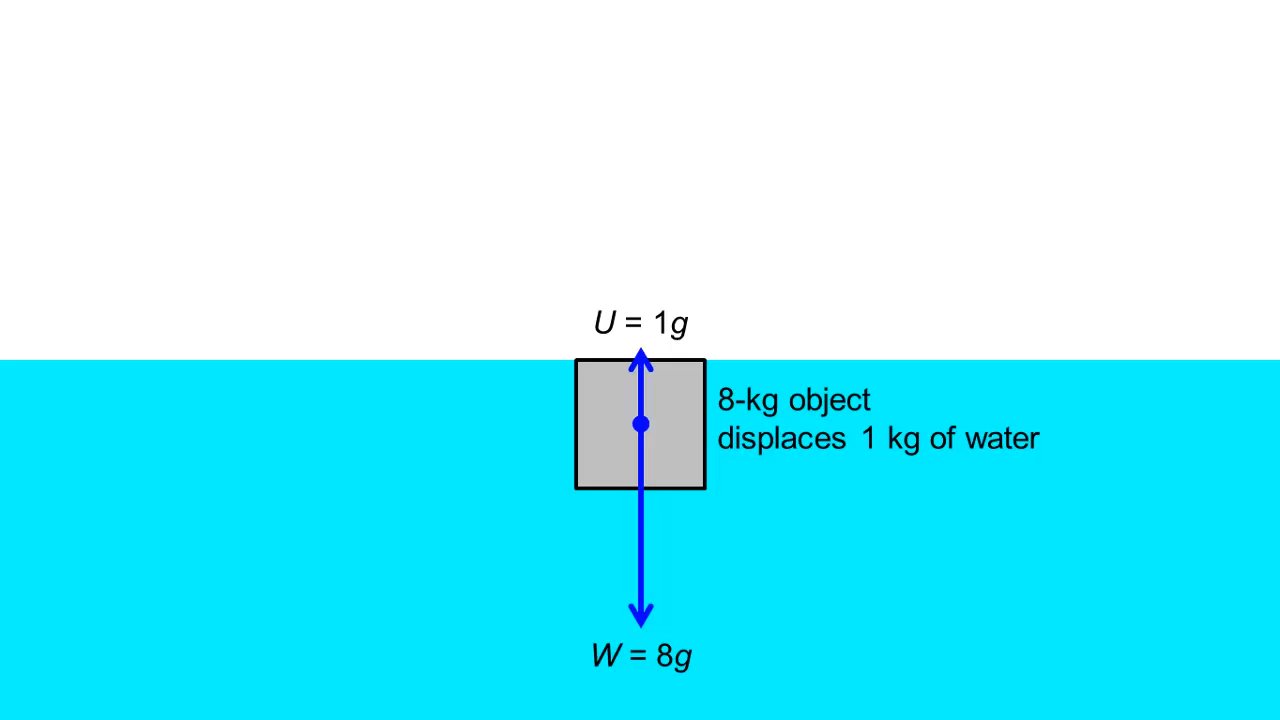 U = 1g
8-kg object
displaces 1 kg of water
W = 8g